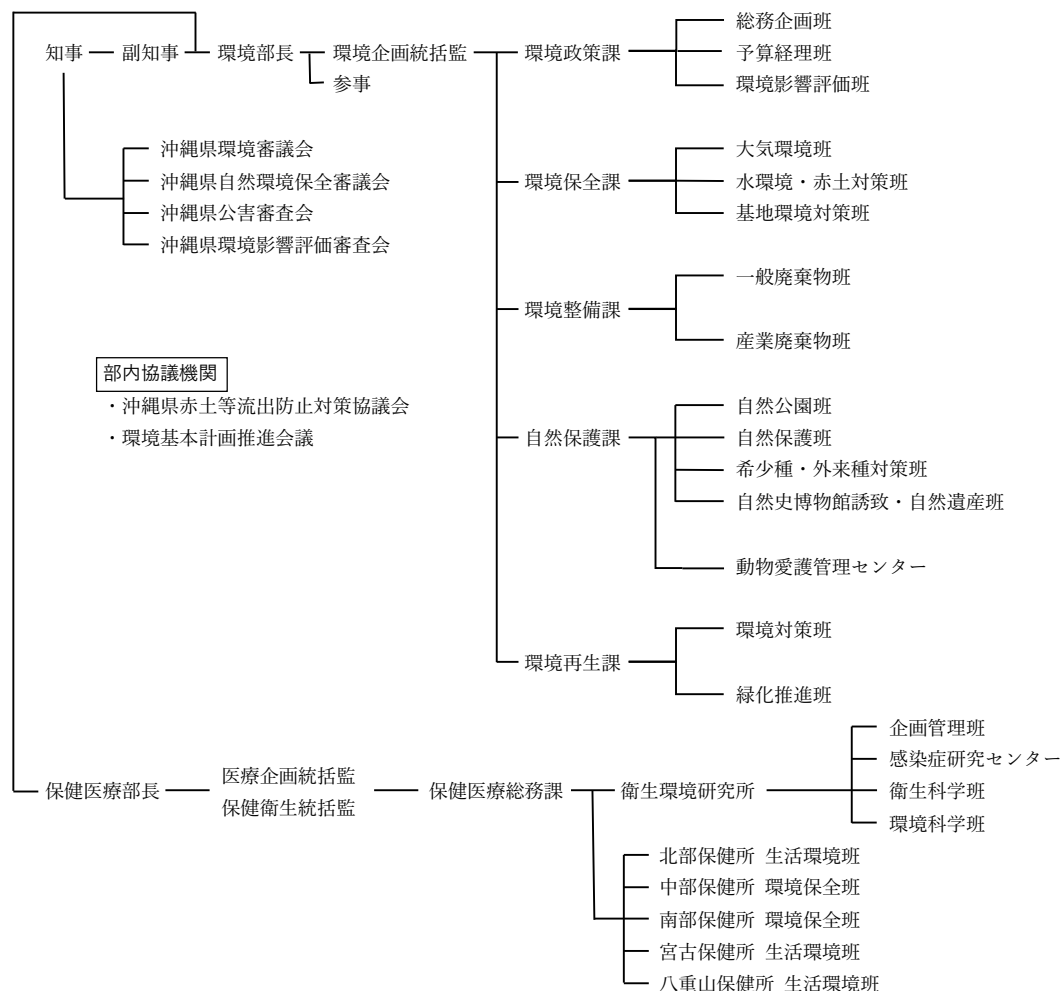 総務企画班
知事
副知事
環境部長
環境企画統括監
環境政策課
予算経理班
参事
環境影響評価班
沖縄県環境審議会
大気環境班
沖縄県自然環境保全審議会
環境保全課
水環境・赤土対策班
沖縄県公害審査会
基地環境対策班
沖縄県環境影響評価審査会
一般廃棄物班
環境整備課
産業廃棄物班
部内協議機関
・沖縄県赤土等流出防止対策協議会
・環境基本計画推進会議
自然公園班
自然保護課
自然保護班
希少種・外来種対策班
自然史博物館誘致・自然遺産班
動物愛護管理センター
環境対策班
環境再生課
緑化推進班
企画管理班
感染症研究センター
保健医療部長
医療企画統括監
保健衛生統括監
保健医療総務課
衛生環境研究所
衛生科学班
環境科学班
北部保健所 生活環境班
中部保健所 環境保全班
南部保健所 環境保全班
宮古保健所 生活環境班
八重山保健所 生活環境班